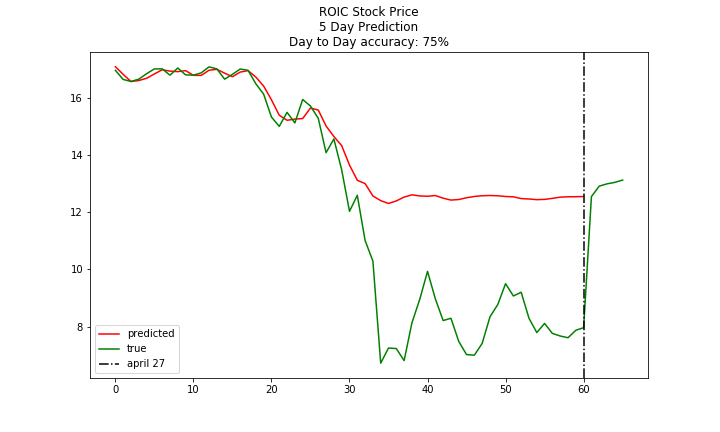 ROIC Stock Price
5 Day Prediction
Day to Day accuracy: 75%
16
14
12
10
8
predicted
true
april 27
0 10 20 30 40 50 60